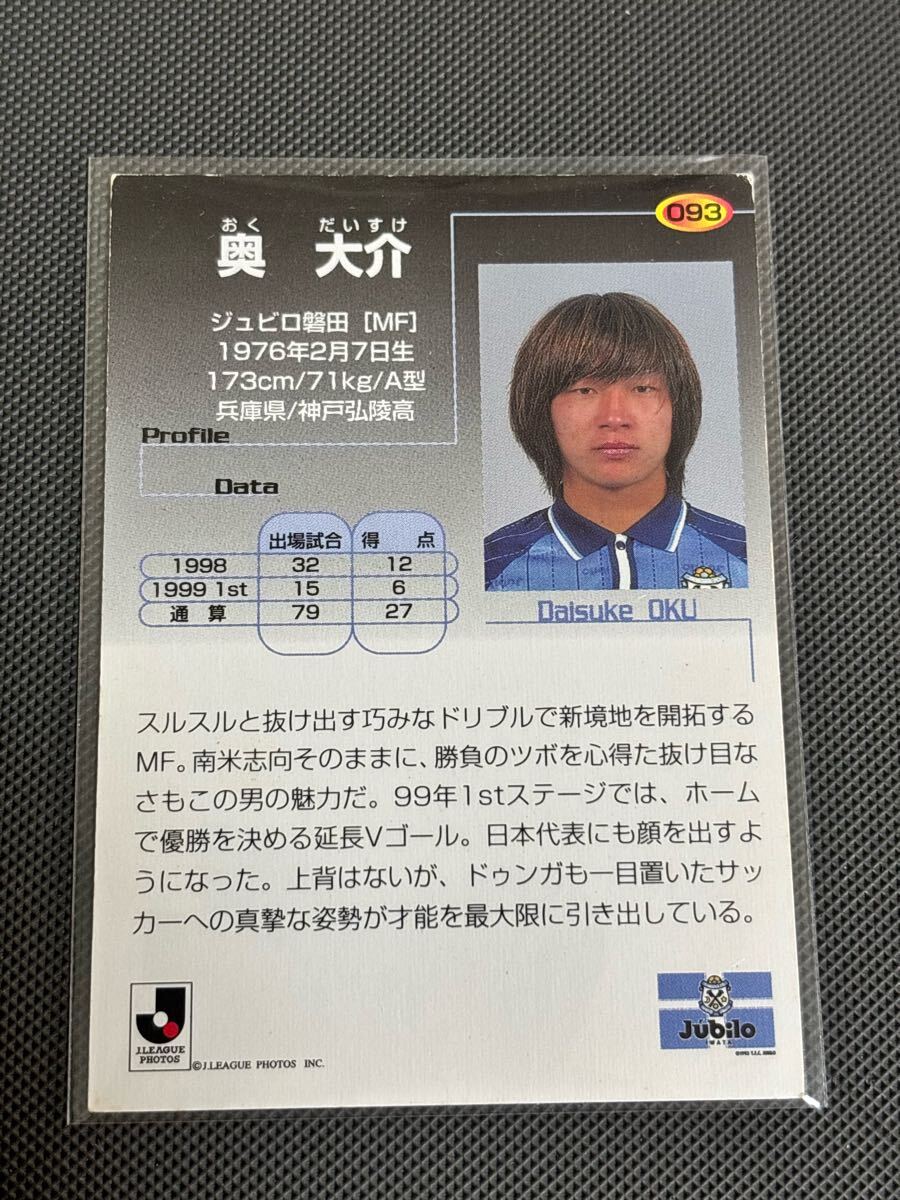 093
おく だいすけ
奥 大介
ジュビロ磐田［MF］
1976年2月7日生
173cm/71kg/A型
兵庫県/神戸弘陵高
Profile
Data
出場試合 得 点
1998 32 12
1999 1st 15 6
通 算 79 27
Daisuke OKU
スルスルと抜け出す巧みなドリブルで新境地を開拓する
MF。南米志向そのままに、勝負のツボを心得た抜け目な
さもこの男の魅力だ。99年1stステージでは、ホーム
で優勝を決める延長Vゴール。日本代表にも顔を出すよ
うになった。上背はないが、ドゥンガも一目置いたサッ
カーへの真摯な姿勢が才能を最大限に引き出している。
J.LEAGUE
PHOTOS
©J.LEAGUE PHOTOS INC.
Júbilo
IWATA